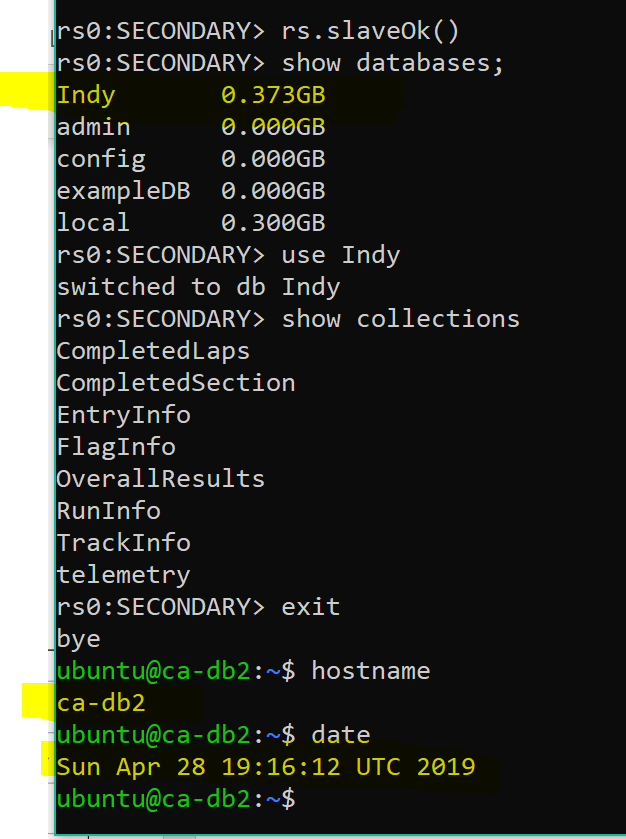 rs0:SECONDARY> rs.slaveOk()
rs0:SECONDARY> show databases;
Indy       0.373GB
admin      0.000GB
config     0.000GB
exampleDB  0.000GB
local      0.300GB
rs0:SECONDARY> use Indy
switched to db Indy
rs0:SECONDARY> show collections
CompletedLaps
CompletedSection
EntryInfo
FlagInfo
OverallResults
RunInfo
TrackInfo
telemetry
rs0:SECONDARY> exit
bye
ubuntu@ca-db2:~$ hostname
ca-db2
ubuntu@ca-db2:~$ date
Sun Apr 28 19:16:12 UTC 2019
ubuntu@ca-db2:~$